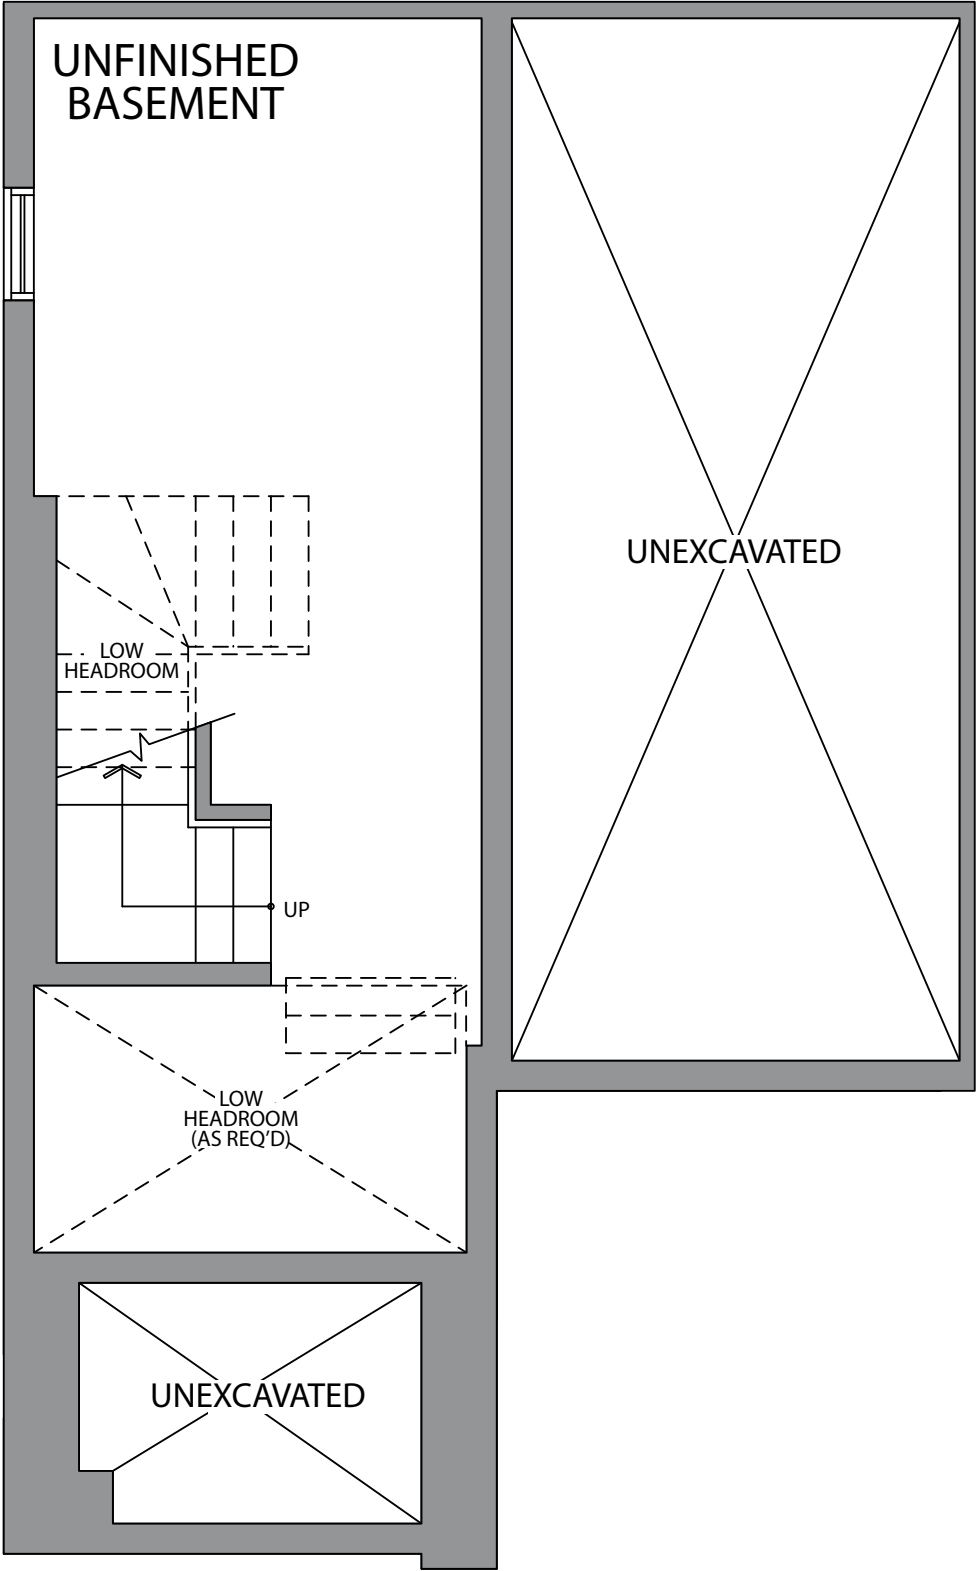 UNFINISHED
BASEMENT
UNEXCAVATED
LOW
HEADROOM
UP
LOW
HEADROOM
(AS REQ'D)
UNEXCAVATED